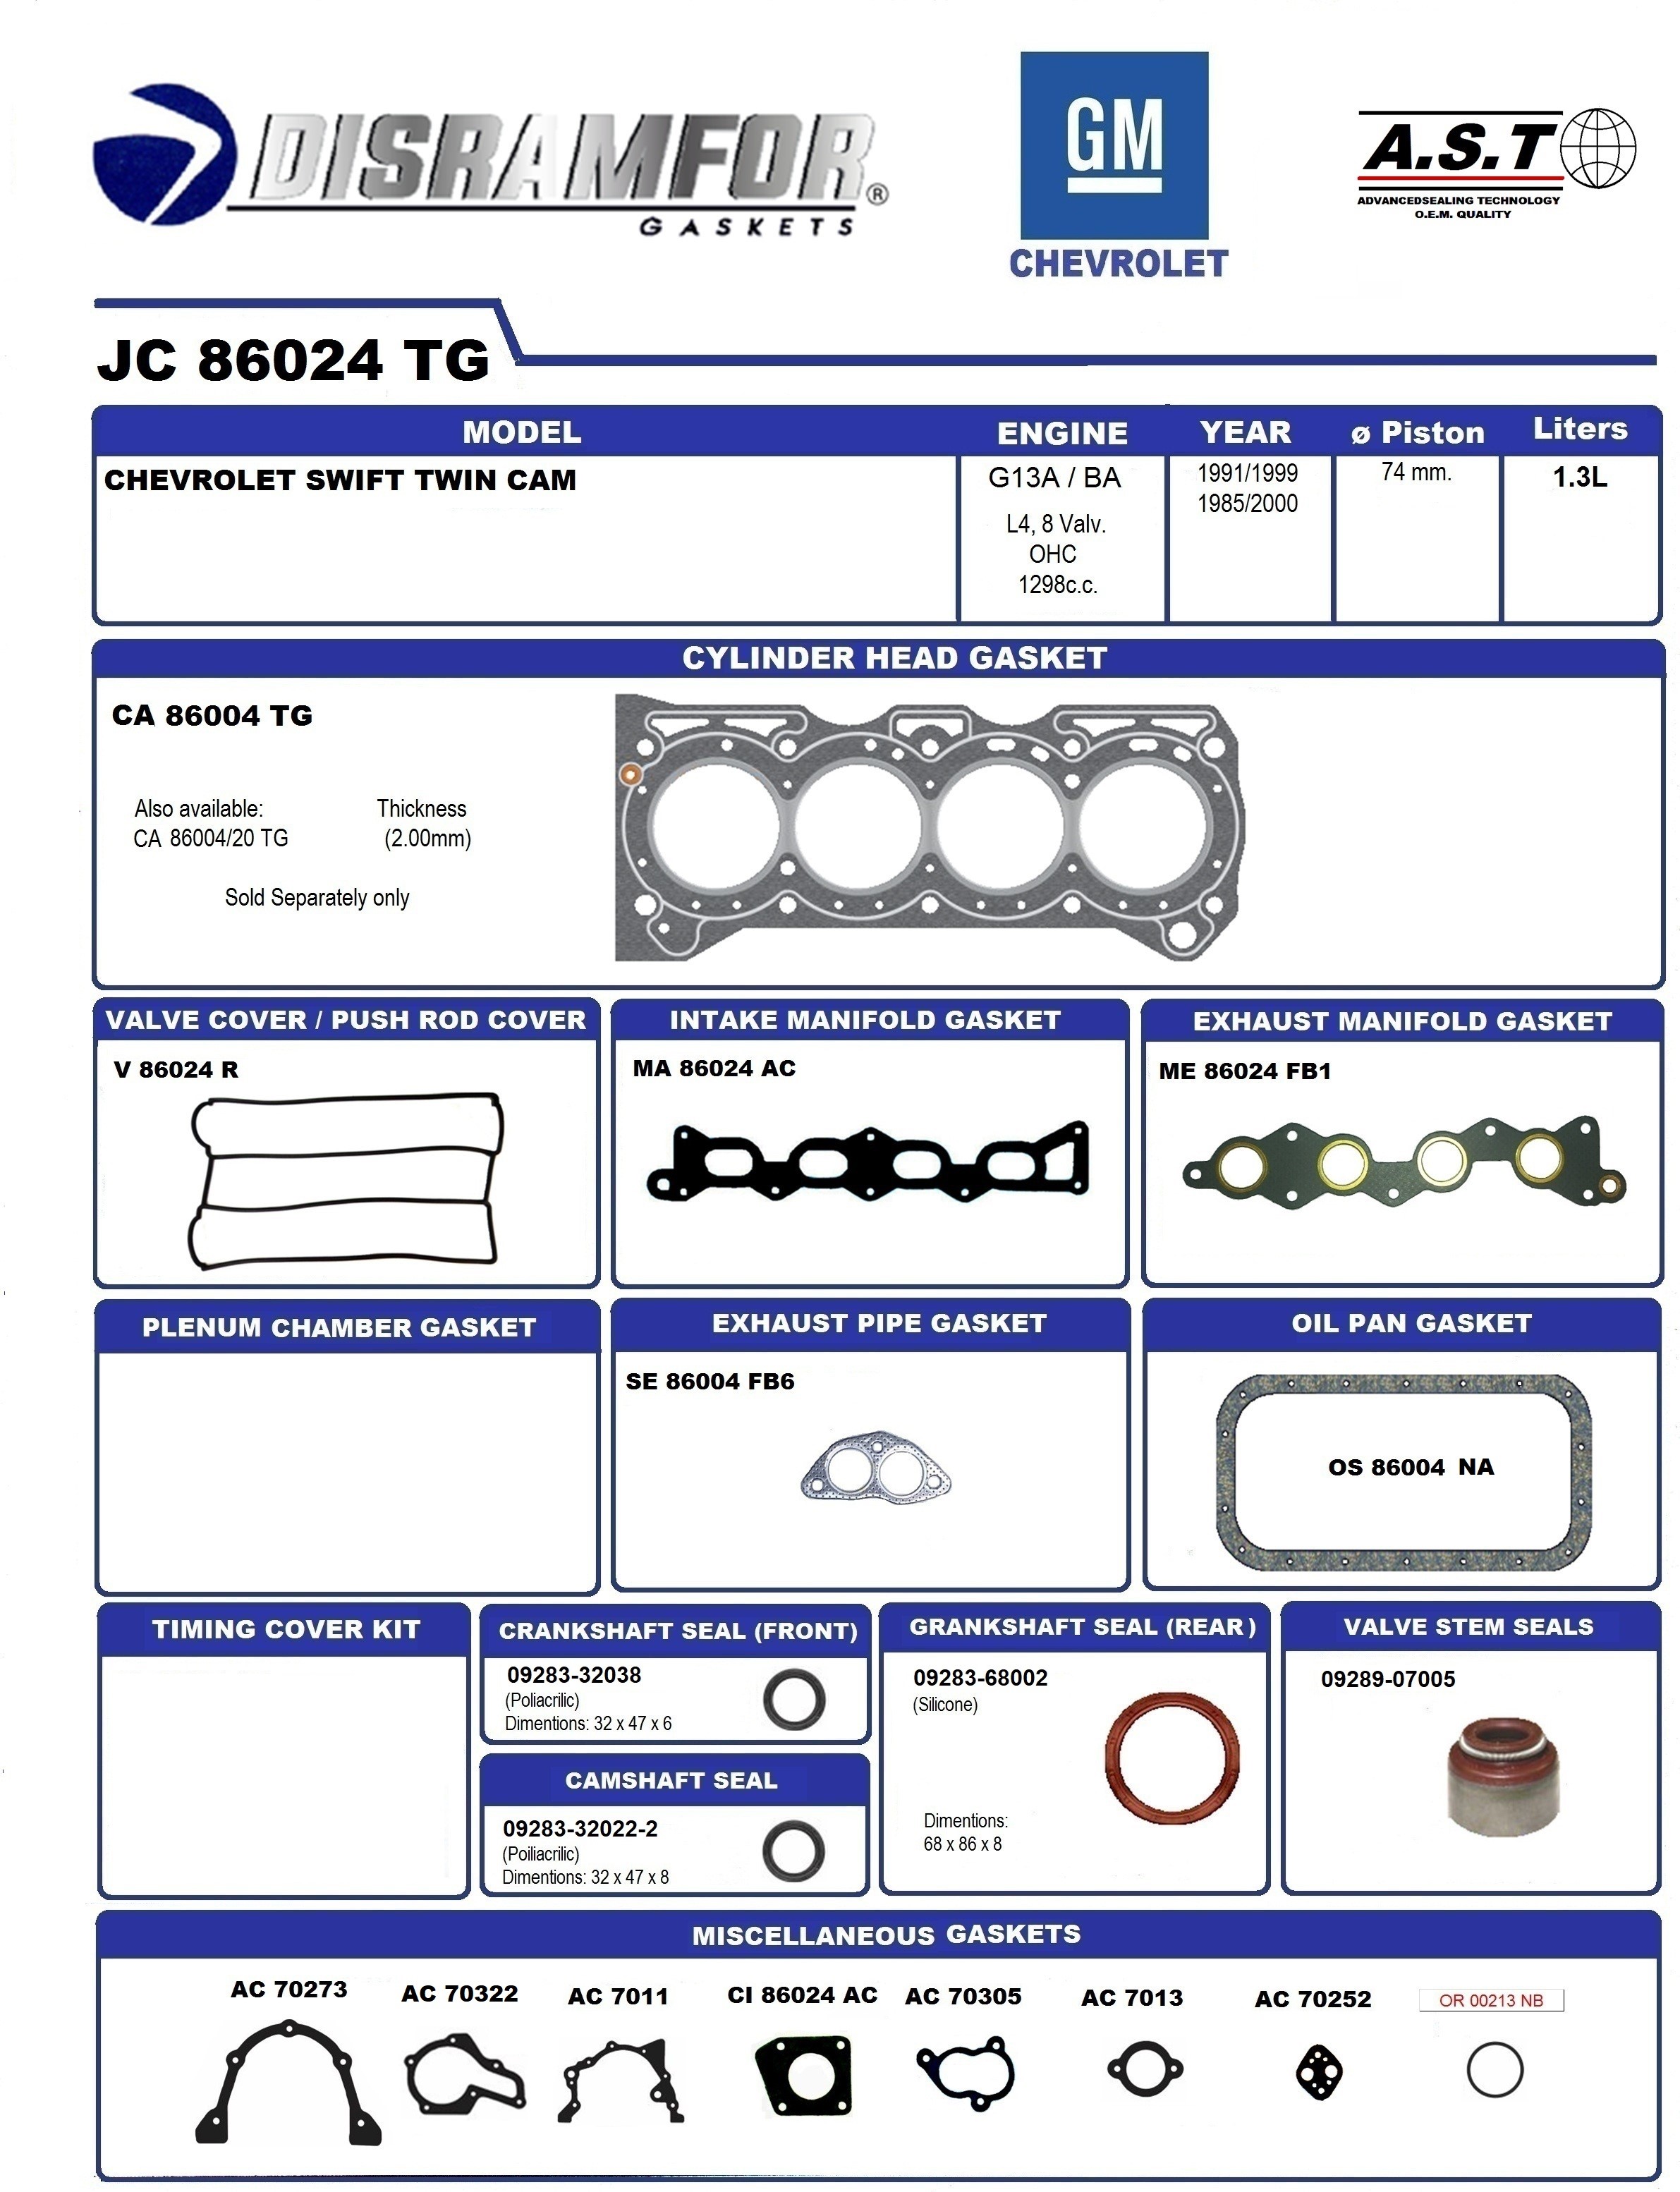 DISRAMFOR®
GASKETS
GM
CHEVROLET
A.S.T
ADVANCEDSEALING TECHNOLOGY
O.E.M. QUALITY
JC 86024 TG
MODEL ENGINE YEAR ø Piston Liters
CHEVROLET SWIFT TWIN CAM G13A / BA 1991/1999 74 mm. 1.3L
1985/2000
L4, 8 Valv.
OHC
1298c.c.
CYLINDER HEAD GASKET
CA 86004 TG
Also available: Thickness
CA 86004/20 TG (2.00mm)
Sold Separately only
VALVE COVER / PUSH ROD COVER
V 86024 R
INTAKE MANIFOLD GASKET
MA 86024 AC
EXHAUST MANIFOLD GASKET
ME 86024 FB1
PLENUM CHAMBER GASKET
EXHAUST PIPE GASKET
SE 86004 FB6
OIL PAN GASKET
OS 86004 NA
TIMING COVER KIT
CRANKSHAFT SEAL (FRONT)
09283-32038
(Poliacrilic)
Dimentions: 32 x 47 x 6
CAMSHAFT SEAL
09283-32022-2
(Poiliacrilic)
Dimentions: 32 x 47 x 8
GRANKSHAFT SEAL (REAR)
09283-68002
(Silicone)
Dimentions:
68 x 86 x 8
VALVE STEM SEALS
09289-07005
MISCELLANEOUS GASKETS
AC 70273 AC 70322 AC 7011 CI 86024 AC AC 70305 AC 7013 AC 70252 OR 00213 NB